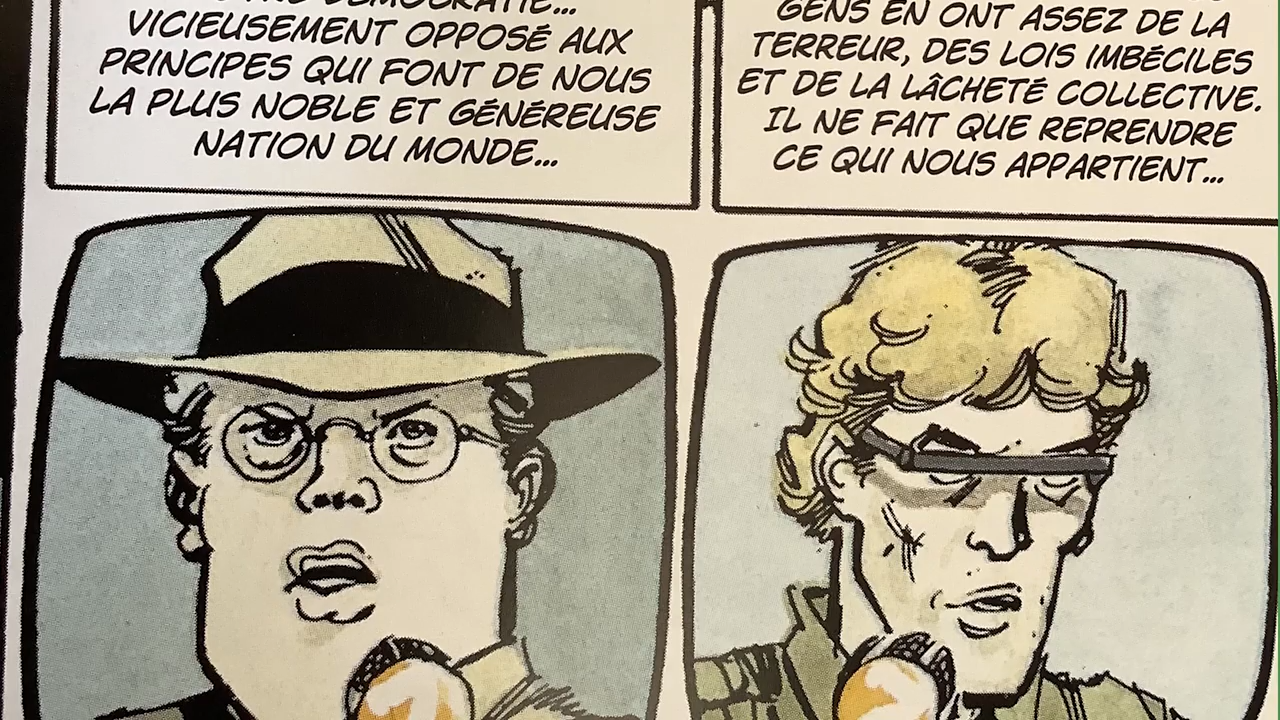 DÉMOCRATIE...
VICIEUSEMENT OPPOSÉ AUX
PRINCIPES QUI FONT DE NOUS
LA PLUS NOBLE ET GÉNÉREUSE
NATION DU MONDE...
GENS EN ONT ASSEZ DE LA
TERREUR, DES LOIS IMBÉCILES
ET DE LA LÂCHETÉ COLLECTIVE.
IL NE FAIT QUE REPRENDRE
CE QUI NOUS APPARTIENT...